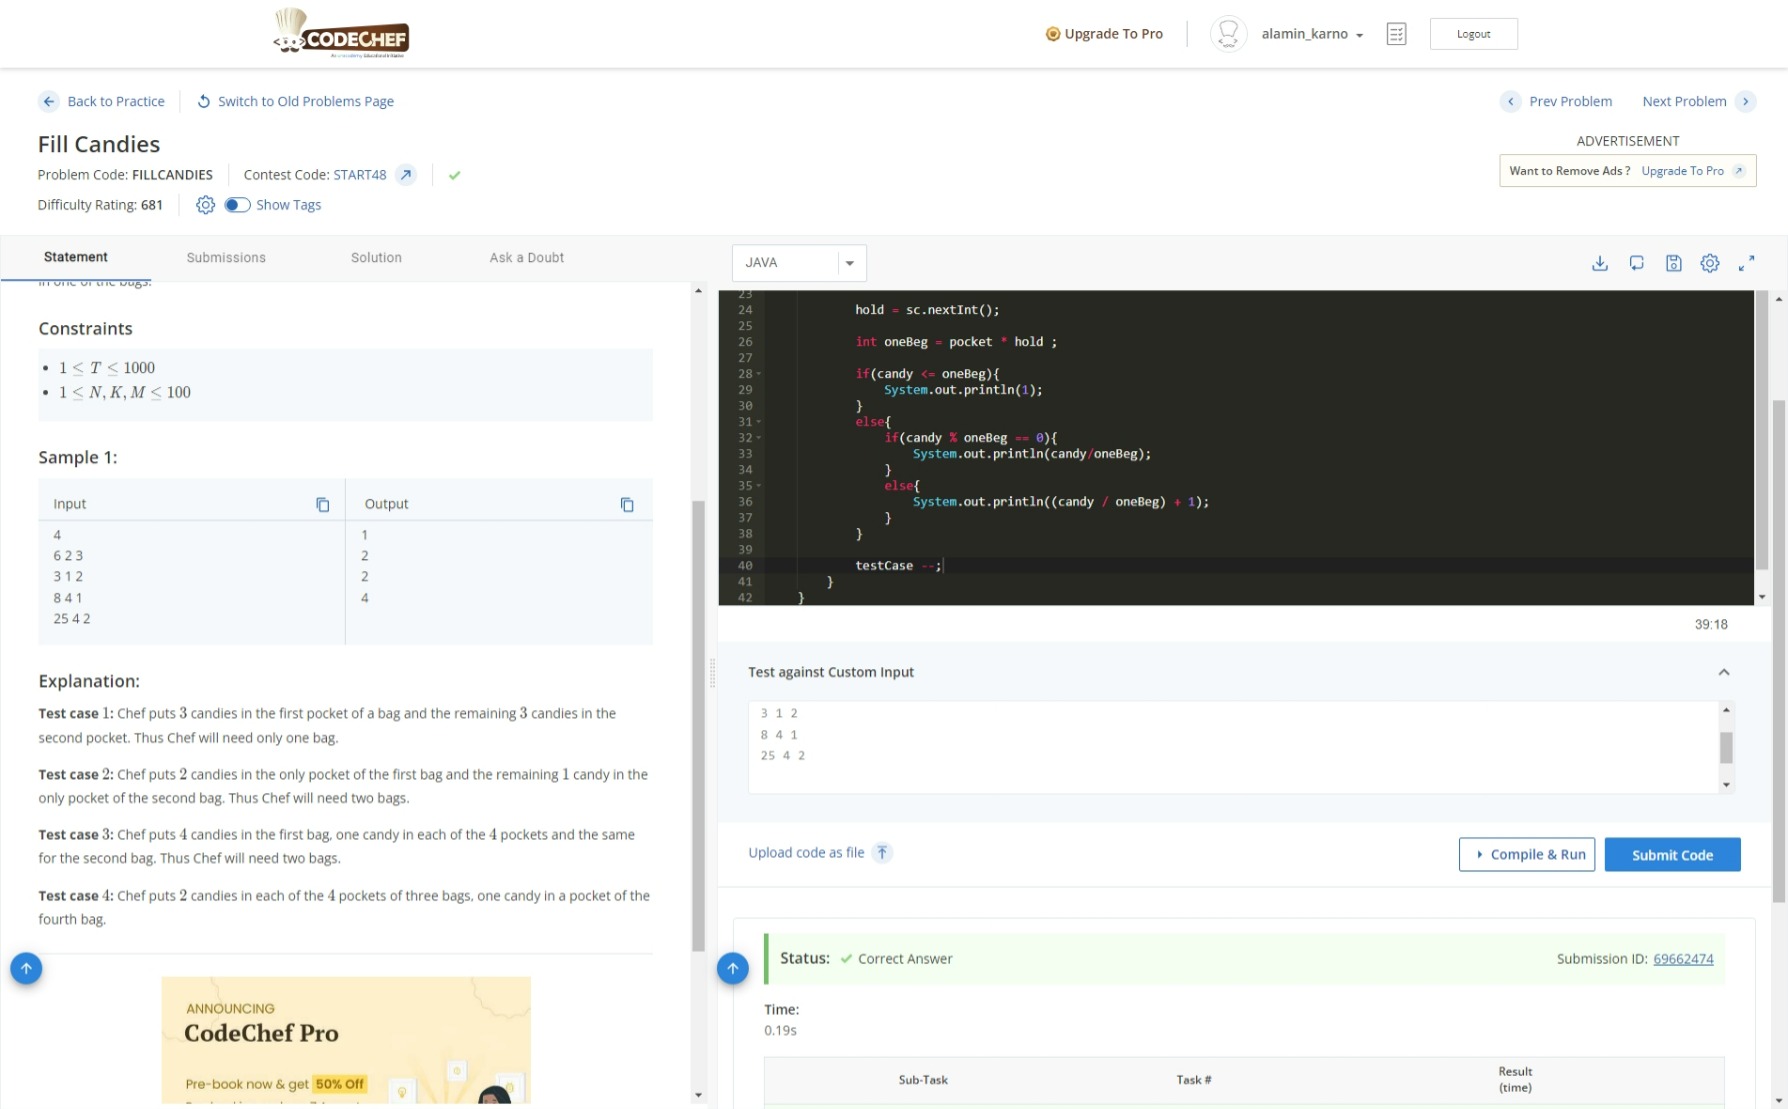 CODECHEF
Upgrade To Pro
alamin_karno
Logout
Back to Practice
Switch to Old Problems Page
Prev Problem
Next Problem
Fill Candies
ADVERTISEMENT
Problem Code: FILLCANDIES
Contest Code: START48
Want to Remove Ads ? Upgrade To Pro
Difficulty Rating: 681
Show Tags
Statement
Submissions
Solution
Ask a Doubt
in one of the bags.
Constraints
• 1 ≤ T ≤ 1000
• 1 ≤ N, K, M ≤ 100
Sample 1:
Input
Output
4
6 2 3
3 1 2
8 4 1
25 4 2
1
2
2
4
Explanation:
Test case 1: Chef puts 3 candies in the first pocket of a bag and the remaining 3 candies in the
second pocket. Thus Chef will need only one bag.
Test case 2: Chef puts 2 candies in the only pocket of the first bag and the remaining 1 candy in the
only pocket of the second bag. Thus Chef will need two bags.
Test case 3: Chef puts 4 candies in the first bag, one candy in each of the 4 pockets and the same
for the second bag. Thus Chef will need two bags.
Test case 4: Chef puts 2 candies in each of the 4 pockets of three bags, one candy in a pocket of the
fourth bag.
ANNOUNCING
CodeChef Pro
Pre-book now & get 50% Off
JAVA
23
24 hold = sc.nextInt();
25
26 int oneBeg = pocket * hold ;
27
28 if(candy <= oneBeg){
29 System.out.println(1);
30 }
31 else{
32 if(candy % oneBeg == 0){
33 System.out.println(candy/oneBeg);
34 }
35 else{
36 System.out.println((candy / oneBeg) + 1);
37 }
38 }
39
40 testCase --;
41 }
42 }
39:18
Test against Custom Input
3 1 2
8 4 1
25 4 2
Upload code as file
Compile & Run
Submit Code
Status: Correct Answer
Submission ID: 69662474
Time:
0.19s
Sub-Task
Task #
Result
(time)